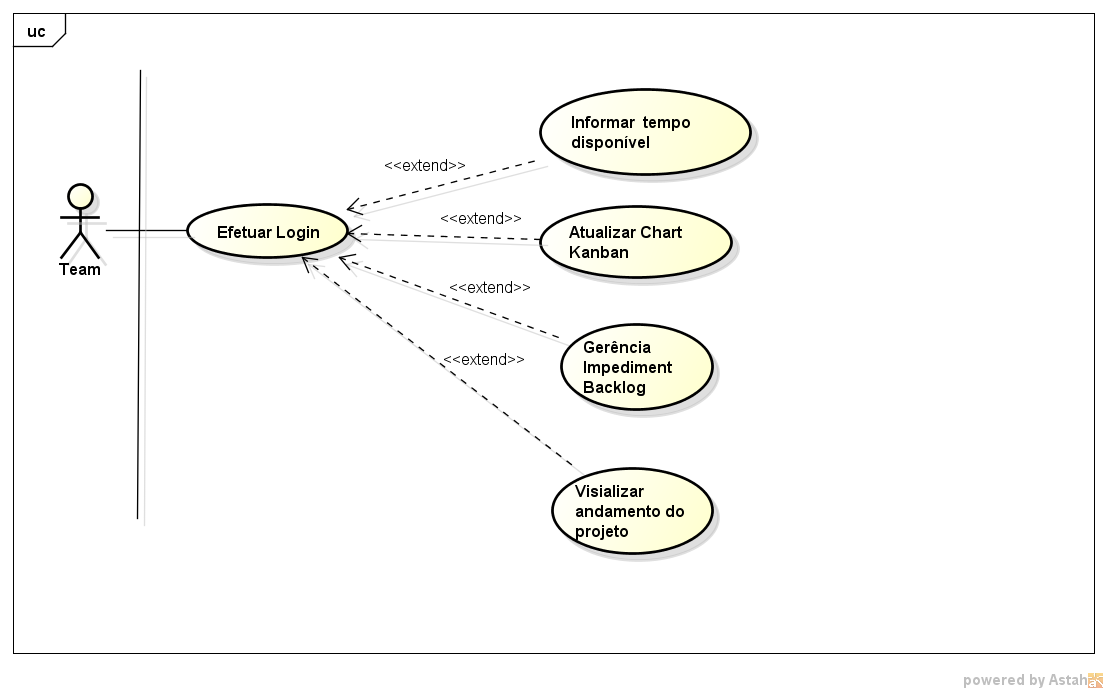 uc
Informar tempo
disponível
<<extend>>
<<extend>>
Efetuar Login
Atualizar Chart
Kanban
Team
<<extend>>
Gerência
Impediment
Backlog
<<extend>>
Visializar
andamento do
projeto
powered by Astah